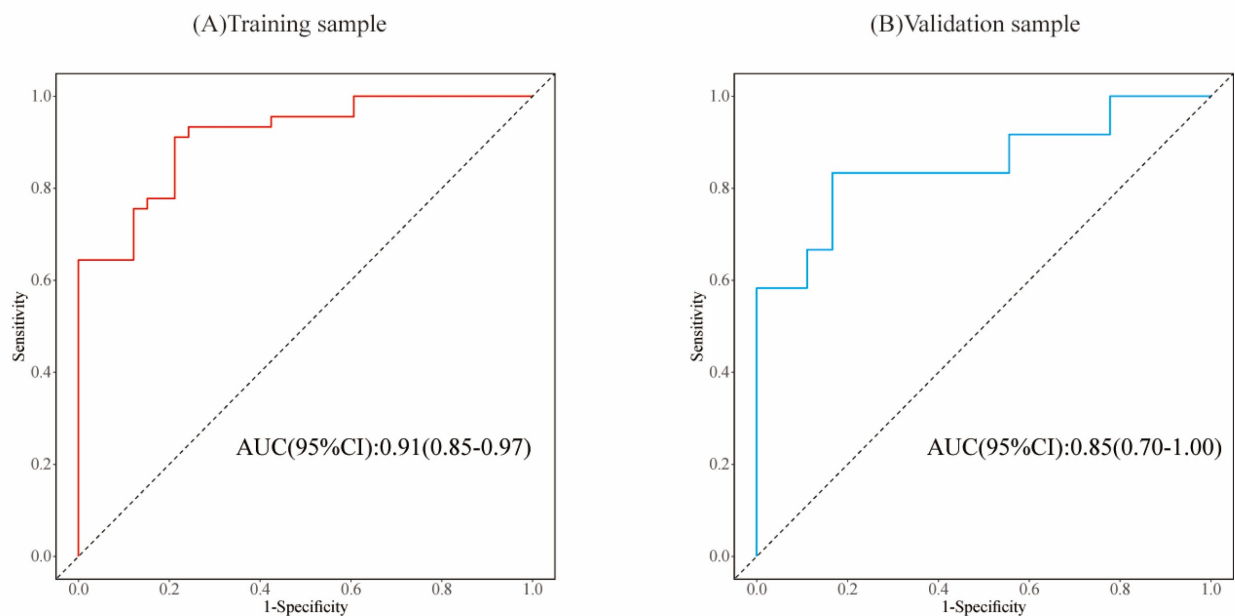 (A)Training sample
1.0
0.8
0.6
0.4
0.2
0.0
Sensitivity
AUC(95%CI):0.91(0.85-0.97)
0.0 0.2 0.4 0.6 0.8 1.0
1-Specificity
(B)Validation sample
1.0
0.8
0.6
0.4
0.2
0.0
Sensitivity
AUC(95%CI):0.85(0.70-1.00)
0.0 0.2 0.4 0.6 0.8 1.0
1-Specificity